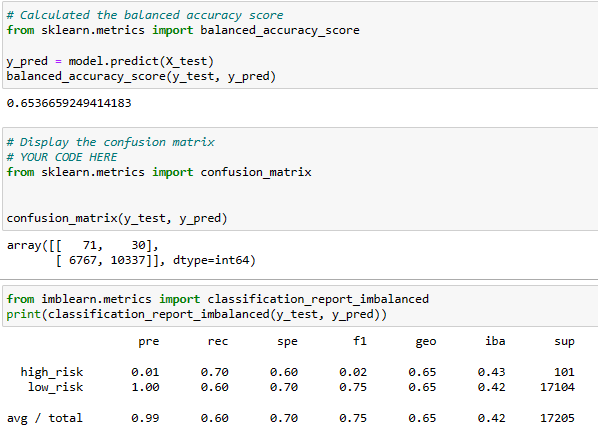 # Calculated the balanced accuracy score
from sklearn.metrics import balanced_accuracy_score
y_pred = model.predict(X_test)
balanced_accuracy_score(y_test, y_pred)
0.6536659249414183
# Display the confusion matrix
# YOUR CODE HERE
from sklearn.metrics import confusion_matrix
confusion_matrix(y_test, y_pred)
array([[   71,    30],
       [ 6767, 10337]], dtype=int64)
from imblearn.metrics import classification_report_imbalanced
print(classification_report_imbalanced(y_test, y_pred))
                   pre       rec       spe        f1       geo       iba       sup
  high_risk       0.01      0.70      0.60      0.02      0.65      0.43       101
   low_risk       1.00      0.60      0.70      0.75      0.65      0.42     17104
avg / total       0.99      0.60      0.70      0.75      0.65      0.42     17205